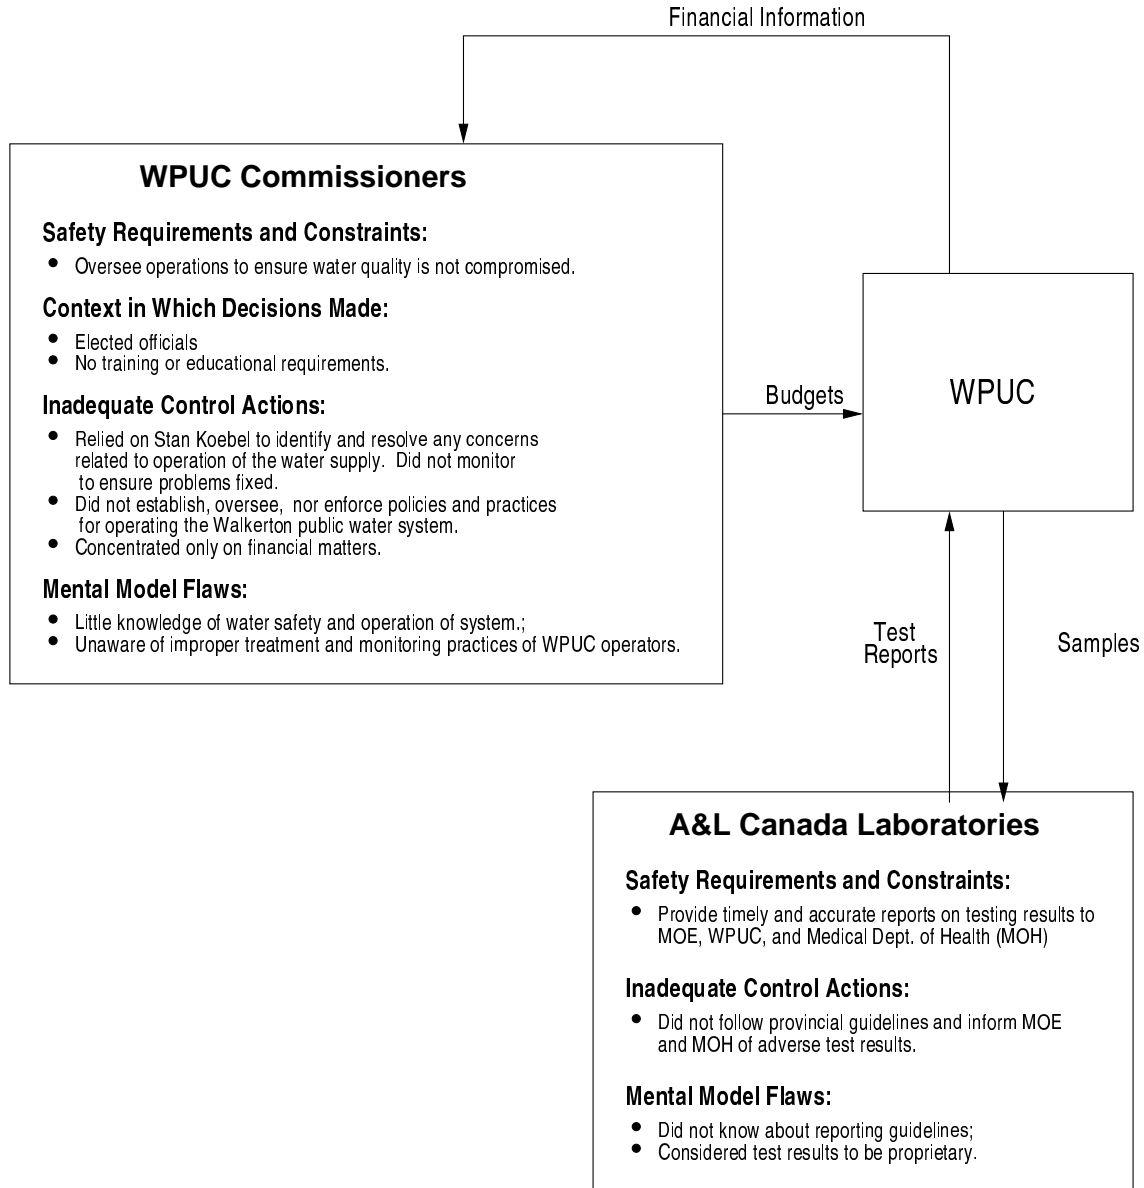 Financial Information
WPUC Commissioners
Safety Requirements and Constraints:
• Oversee operations to ensure water quality is not compromised.
Context in Which Decisions Made:
• Elected officials
• No training or educational requirements.
Inadequate Control Actions:
• Relied on Stan Koebel to identify and resolve any concerns
related to operation of the water supply. Did not monitor
to ensure problems fixed.
• Did not establish, oversee, nor enforce policies and practices
for operating the Walkerton public water system.
• Concentrated only on financial matters.
Mental Model Flaws:
• Little knowledge of water safety and operation of system.;
• Unaware of improper treatment and monitoring practices of WPUC operators.
Budgets
WPUC
Test
Reports
Samples
A&L Canada Laboratories
Safety Requirements and Constraints:
• Provide timely and accurate reports on testing results to
MOE, WPUC, and Medical Dept. of Health (MOH)
Inadequate Control Actions:
• Did not follow provincial guidelines and inform MOE
and MOH of adverse test results.
Mental Model Flaws:
• Did not know about reporting guidelines;
• Considered test results to be proprietary.